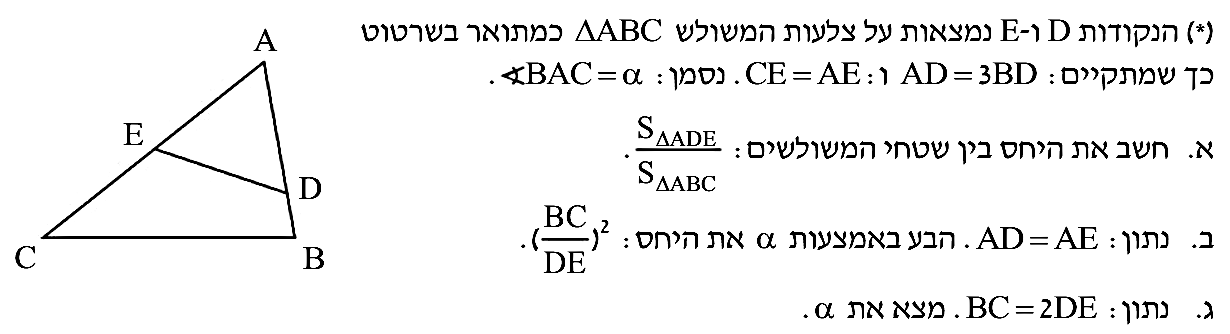 (*) הנקודות D ו-E נמצאות על צלעות המשולש ΔABC כמתואר בשרטוט
כך שמתקיים: AD=3BD ו: CE=AE. נסמן: ∢BAC=α.
א. חשב את היחס בין שטחי המשולשים: S_ΔADE/S_ΔABC.
ב. נתון: AD=AE. הבע באמצעות α את היחס: (BC/DE)².
ג. נתון: BC=2DE. מצא את α.
A
E
D
C
B